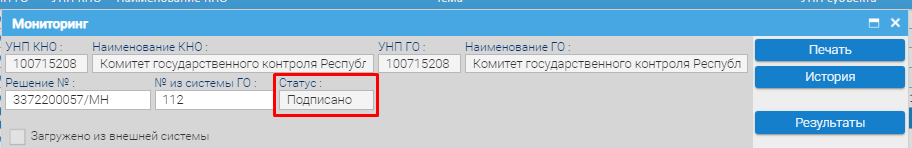 Мониторинг
УНП КНО : Наименование КНО : УНП ГО : Наименование ГО : Печать
100715208 Комитет государственного контроля Республ 100715208 Комитет государственного контроля Республ
История
Решение № : № из системы ГО : Статус :
3372200057/МН 112 Подписано
Результаты
Загружено из внешней системы